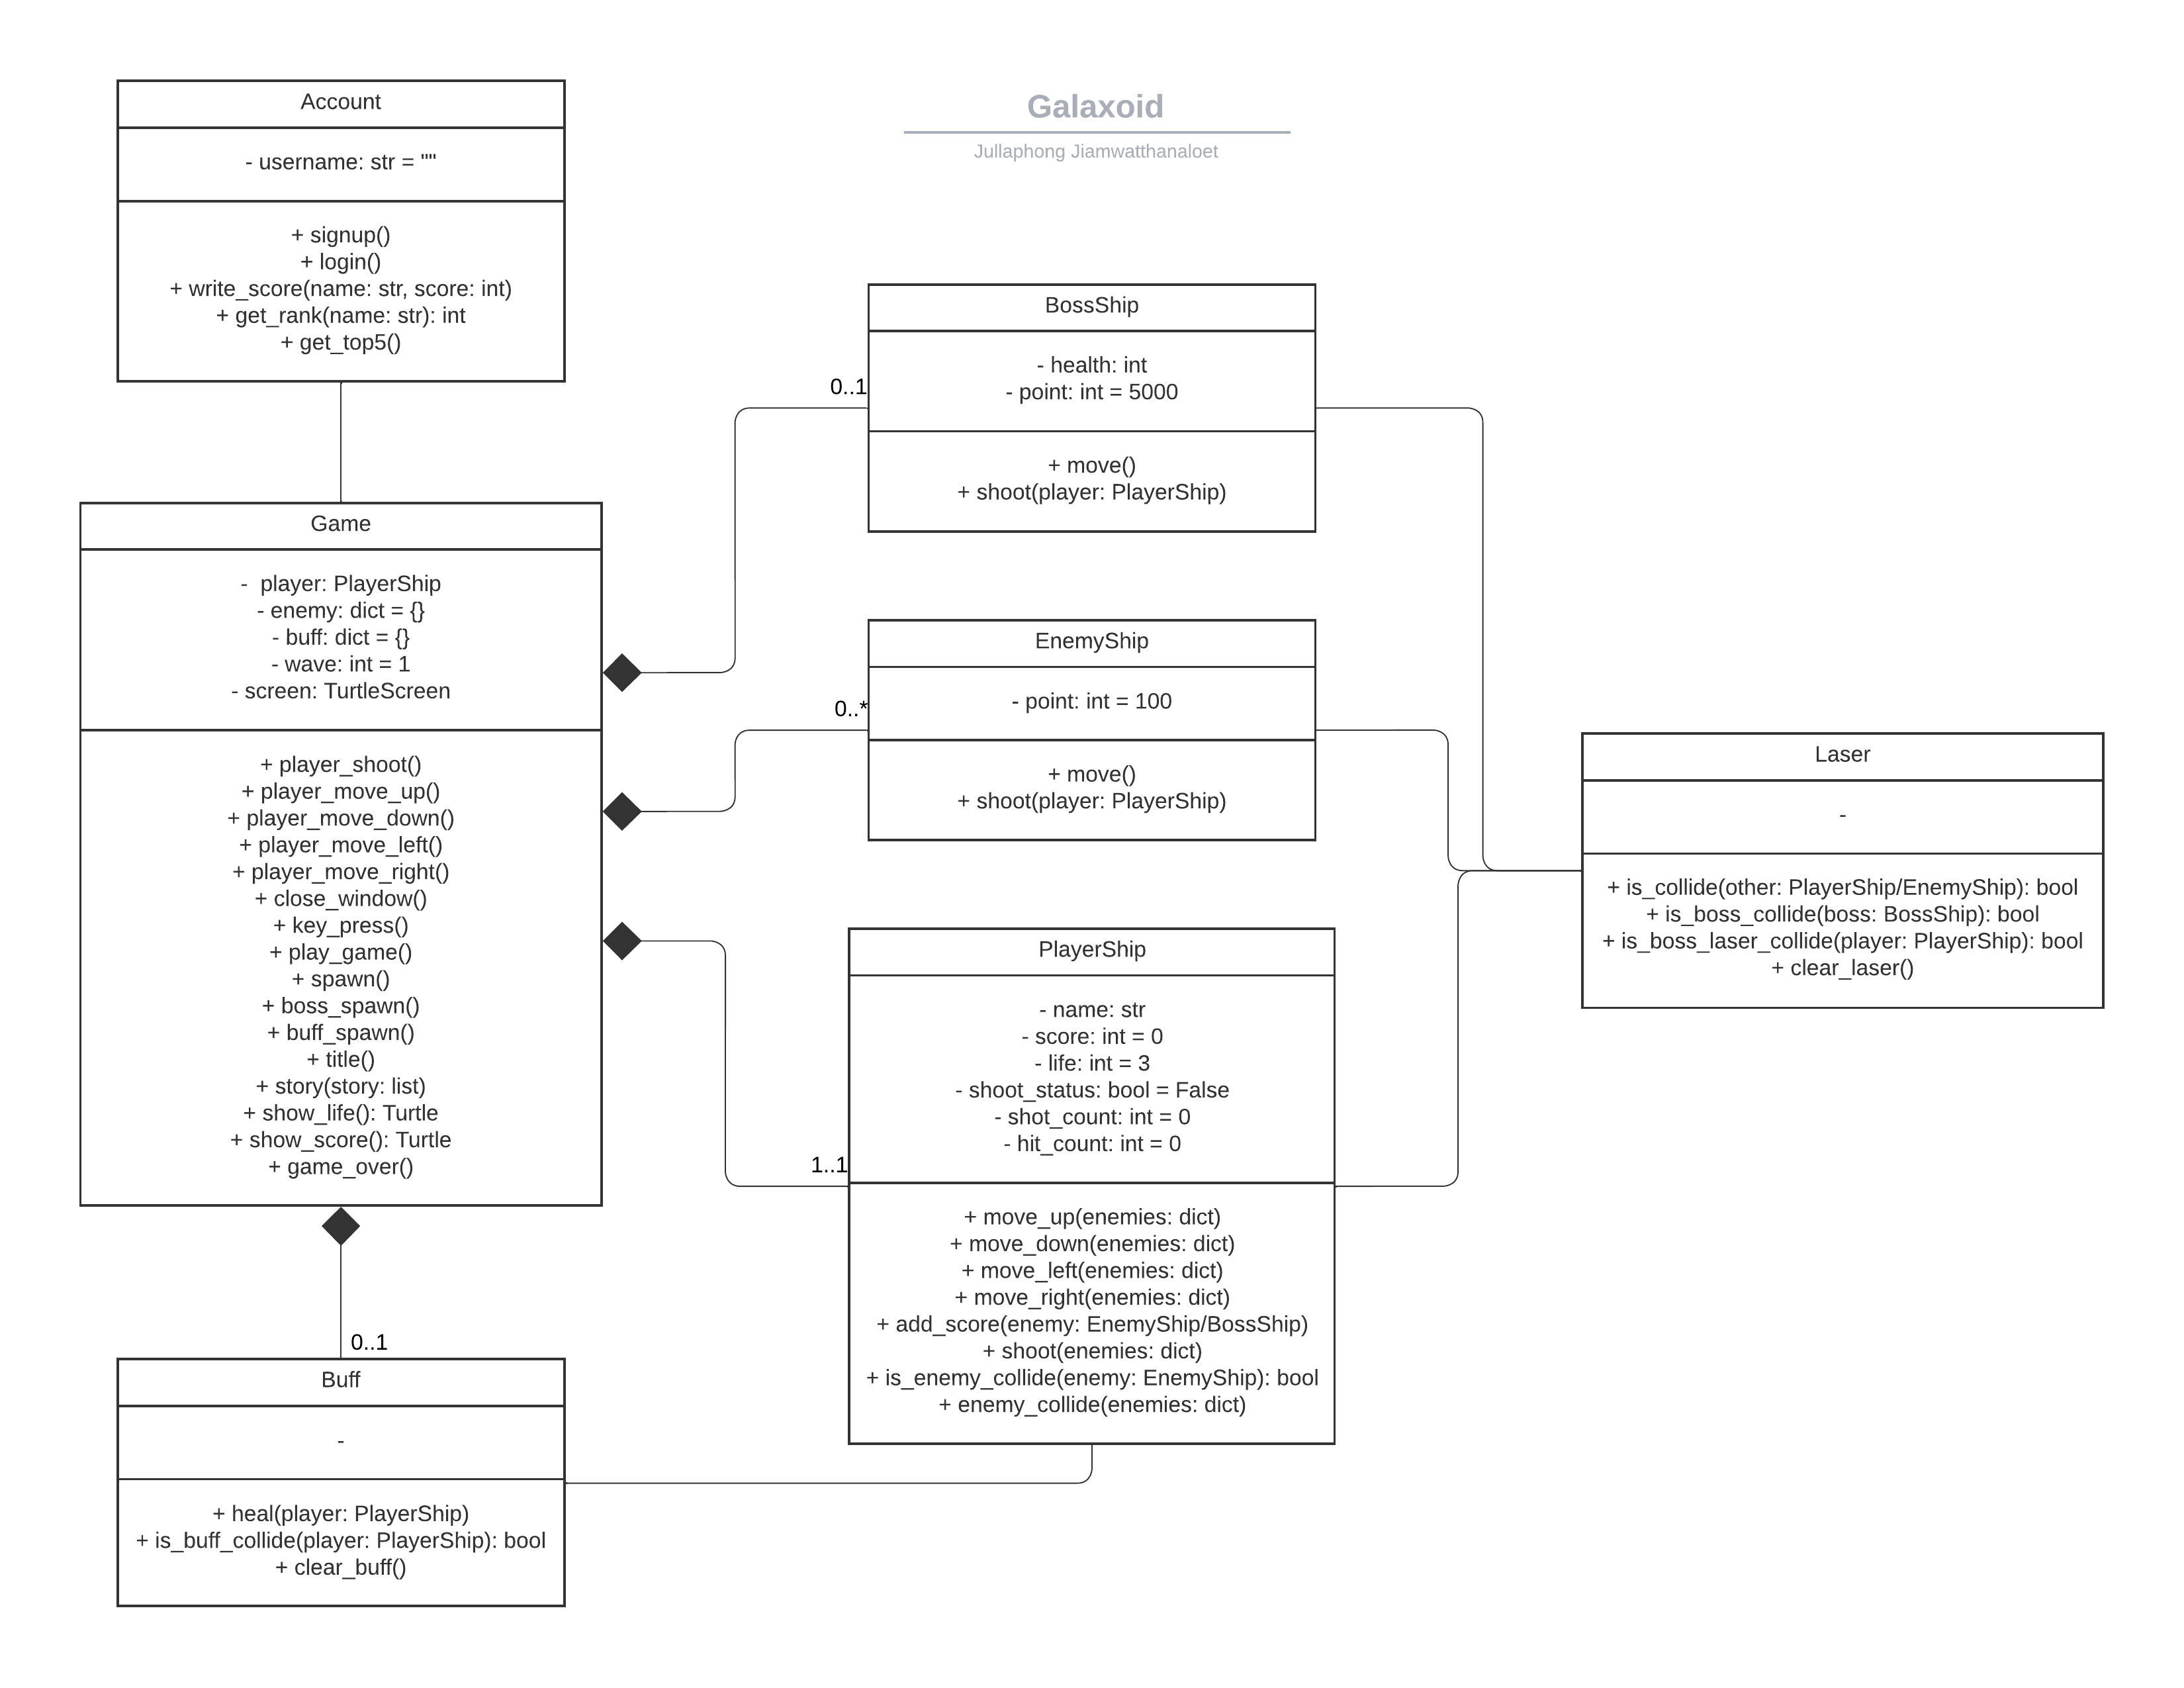 Galaxoid
Jullaphong Jiamwatthanaloet
Account
- username: str = ""
+ signup()
+ login()
+ write_score(name: str, score: int)
+ get_rank(name: str): int
+ get_top5()
Game
- player: PlayerShip
- enemy: dict = {}
- buff: dict = {}
- wave: int = 1
- screen: TurtleScreen
+ player_shoot()
+ player_move_up()
+ player_move_down()
+ player_move_left()
+ player_move_right()
+ close_window()
+ key_press()
+ play_game()
+ spawn()
+ boss_spawn()
+ buff_spawn()
+ title()
+ story(story: list)
+ show_life(): Turtle
+ show_score(): Turtle
+ game_over()
0..1
Buff
-
+ heal(player: PlayerShip)
+ is_buff_collide(player: PlayerShip): bool
+ clear_buff()
0..1
BossShip
- health: int
- point: int = 5000
+ move()
+ shoot(player: PlayerShip)
0..*
EnemyShip
- point: int = 100
+ move()
+ shoot(player: PlayerShip)
1..1
PlayerShip
- name: str
- score: int = 0
- life: int = 3
- shoot_status: bool = False
- shot_count: int = 0
- hit_count: int = 0
+ move_up(enemies: dict)
+ move_down(enemies: dict)
+ move_left(enemies: dict)
+ move_right(enemies: dict)
+ add_score(enemy: EnemyShip/BossShip)
+ shoot(enemies: dict)
+ is_enemy_collide(enemy: EnemyShip): bool
+ enemy_collide(enemies: dict)
Laser
-
+ is_collide(other: PlayerShip/EnemyShip): bool
+ is_boss_collide(boss: BossShip): bool
+ is_boss_laser_collide(player: PlayerShip): bool
+ clear_laser()